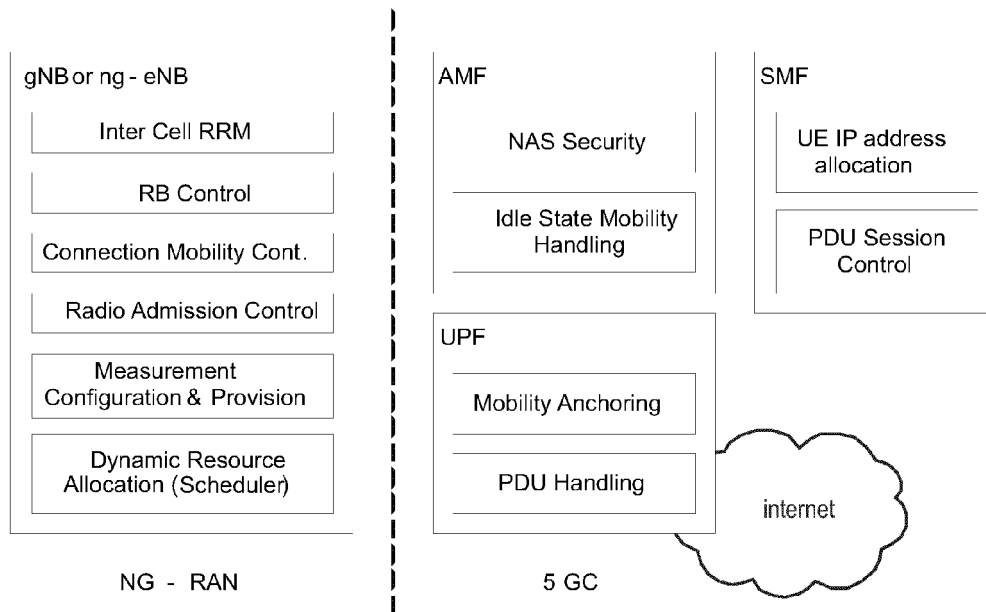 gNB or ng - eNB
Inter Cell RRM
RB Control
Connection Mobility Cont.
Radio Admission Control
Measurement
Configuration & Provision
Dynamic Resource
Allocation (Scheduler)
NG - RAN
AMF
NAS Security
Idle State Mobility
Handling
SMF
UE IP address
allocation
PDU Session
Control
UPF
Mobility Anchoring
PDU Handling
internet
5 GC